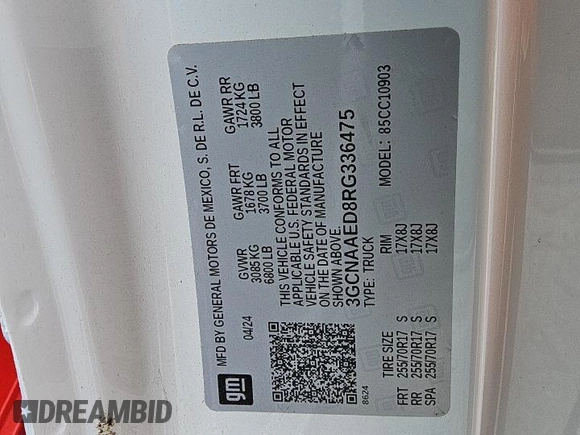 MFD BY GENERAL MOTORS DE MEXICO, S. DE R.L. DE C.V.
gm
04/24
GVWR GAWR FRT GAWR RR
3085 KG 1678 KG 1724 KG
6800 LB 3700 LB 3800 LB
THIS VEHICLE CONFORMS TO ALL
APPLICABLE U.S. FEDERAL MOTOR
VEHICLE SAFETY STANDARDS IN EFFECT
ON THE DATE OF MANUFACTURE
SHOWN ABOVE.
3GCNAAED8RG336475
TYPE: TRUCK MODEL: 85CC10903
8624
TIRE SIZE RIM
FRT 255/70R17 S 17X8J
RR 255/70R17 S 17X8J
SPA 255/70R17 S 17X8J
DREAMBID